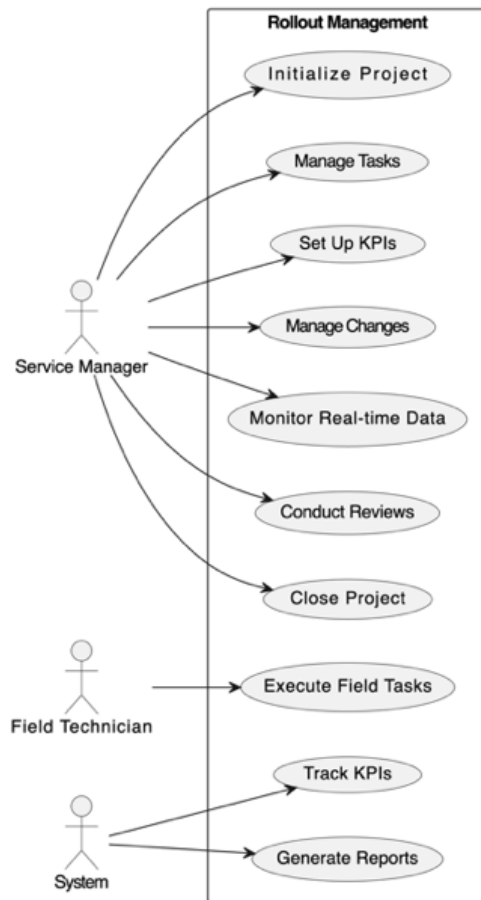 Rollout Management
Initialize Project
Manage Tasks
Set Up KPIs
Manage Changes
Service Manager
Monitor Real-time Data
Conduct Reviews
Close Project
Execute Field Tasks
Field Technician
Track KPIs
Generate Reports
System